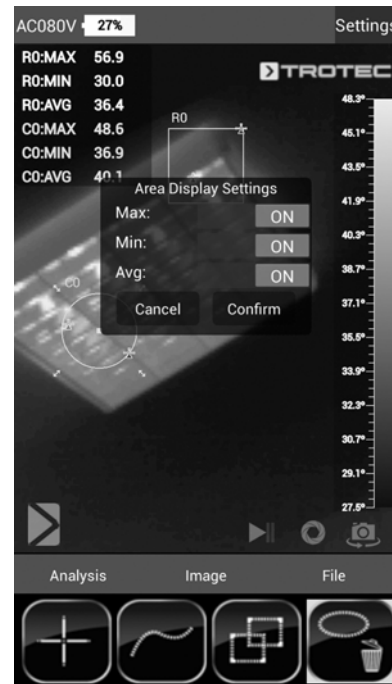 AC080V 27% Settings
R0:MAX 56.9
R0:MIN 30.0
R0:AVG 36.4
C0:MAX 48.6
C0:MIN 36.9
C0:AVG 40.1
TROTEC
R0
C0
Area Display Settings
Max: ON
Min: ON
Avg: ON
Cancel Confirm
48.3°
45.1°
43.5°
41.9°
40.3°
38.7°
37.1°
35.5°
33.9°
32.3°
30.7°
29.1°
27.5°
Analysis Image File